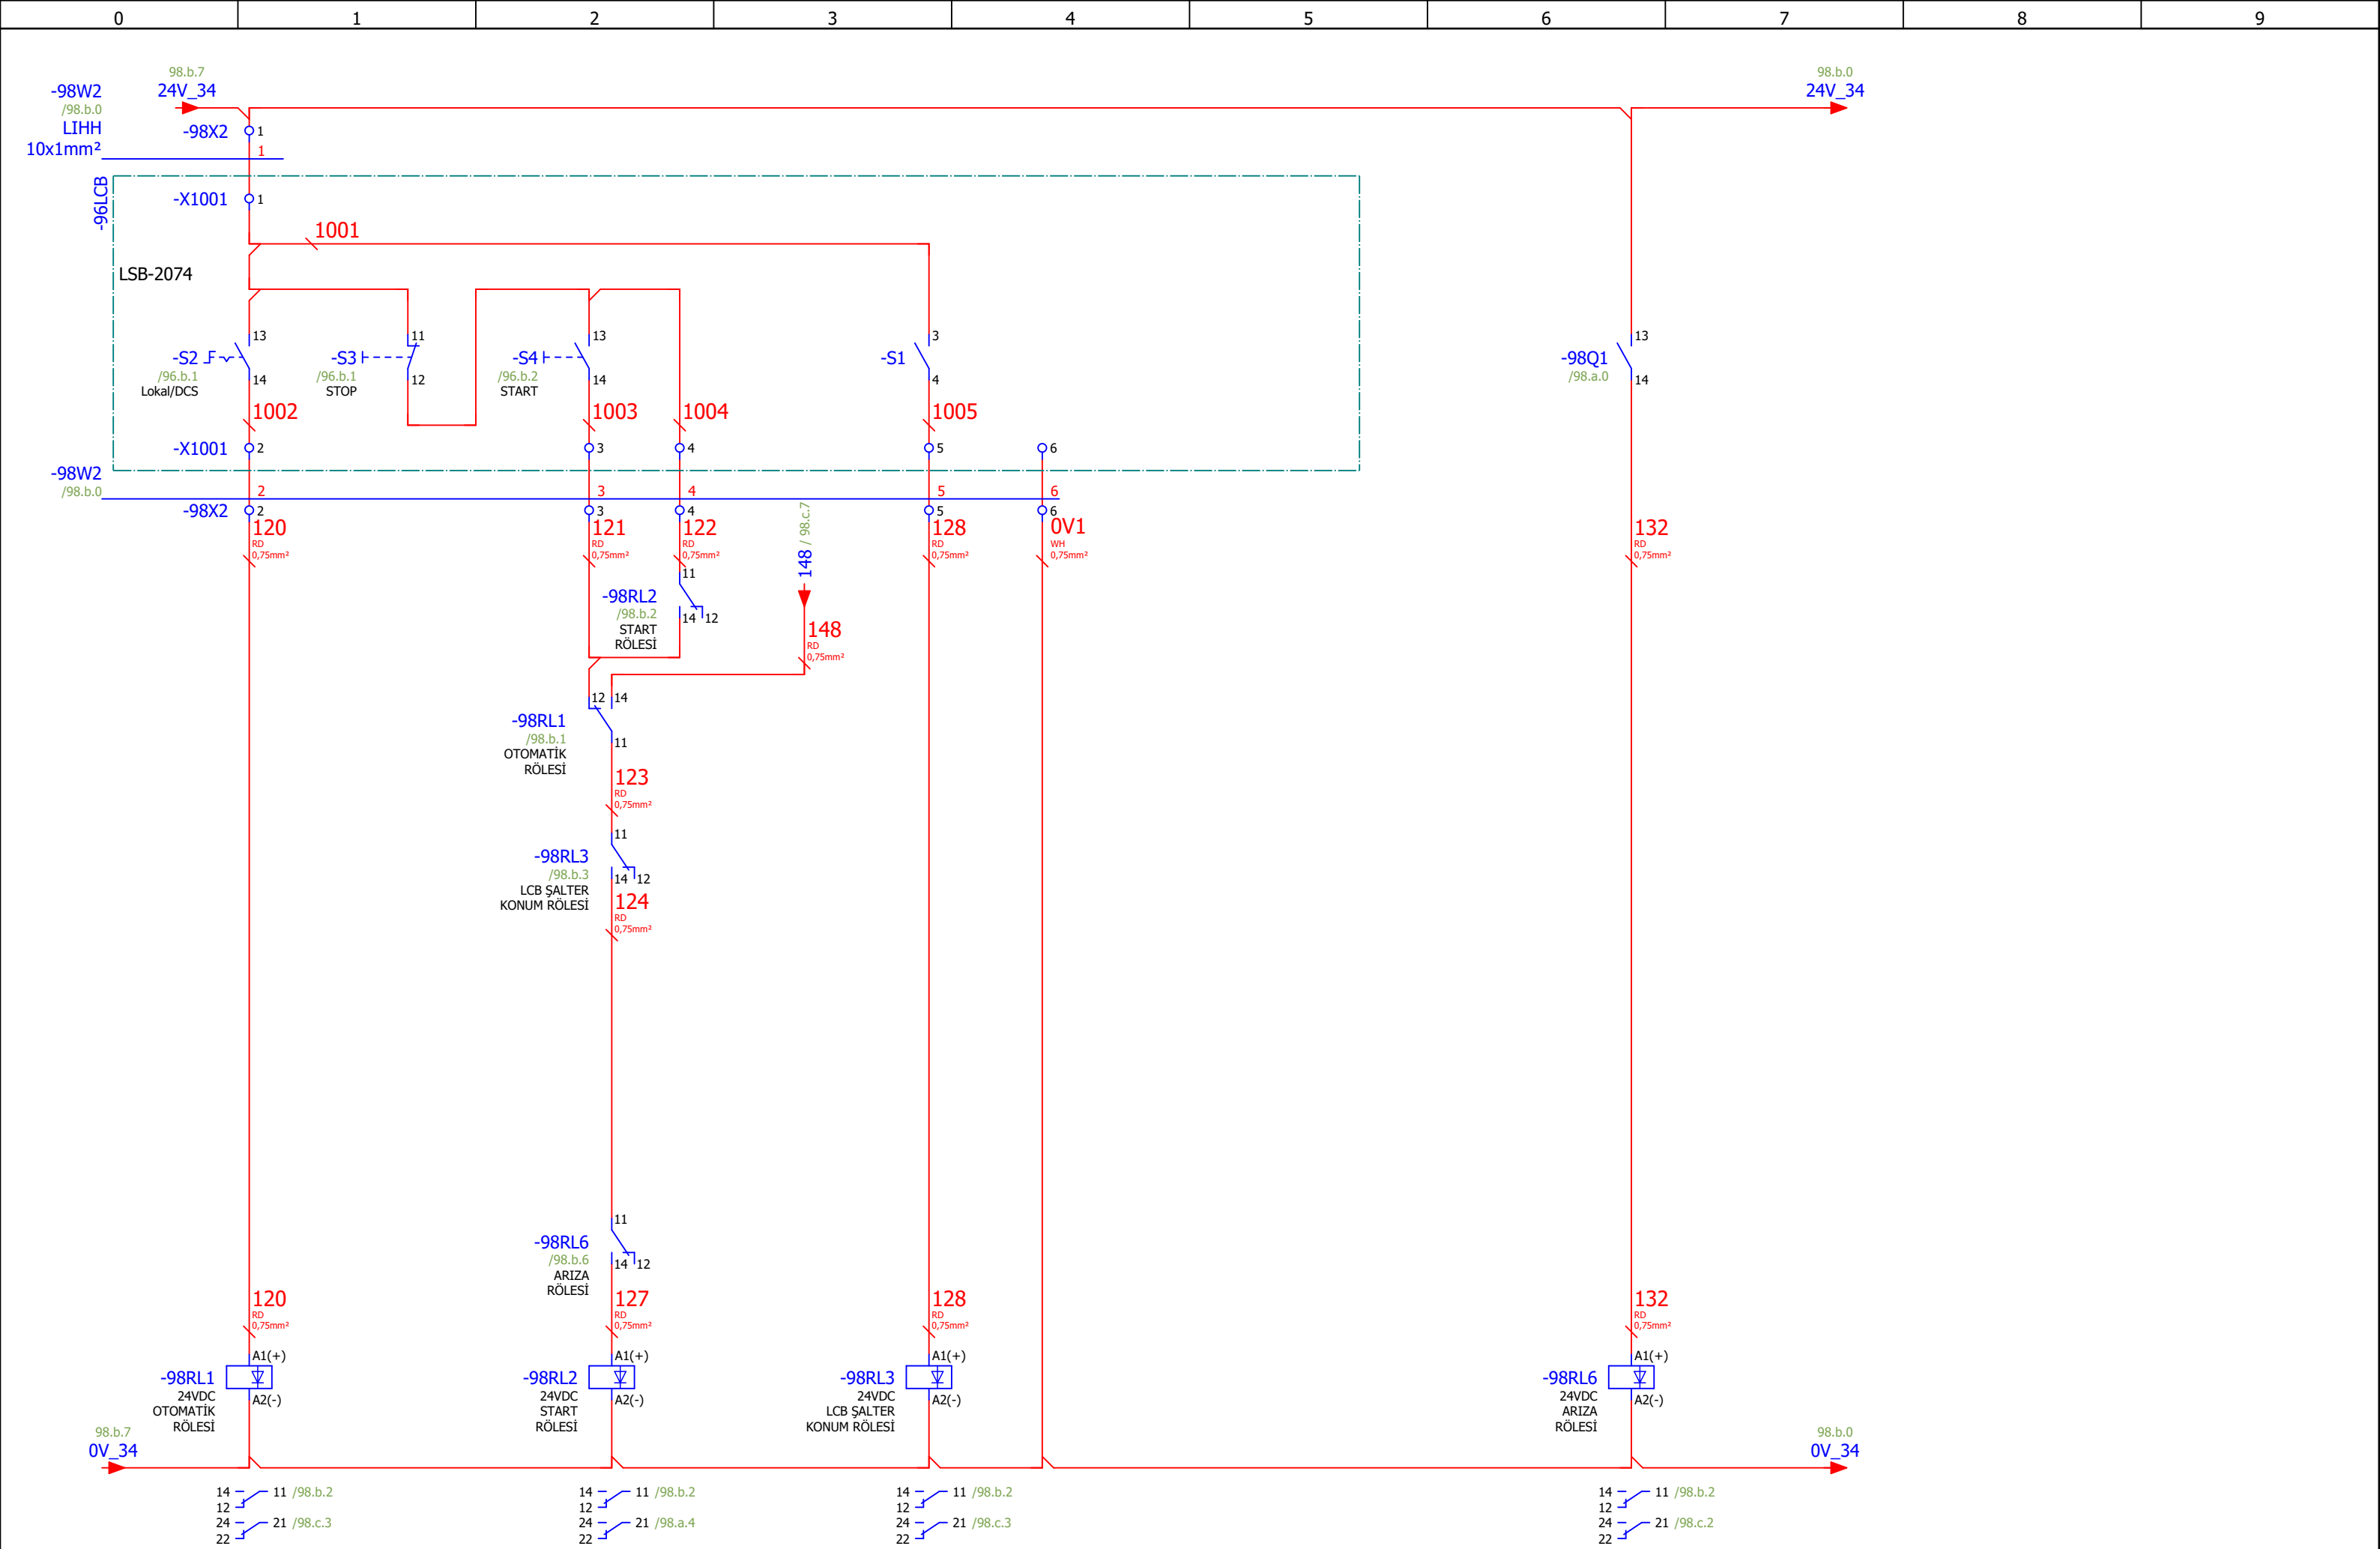 0 1 2 3 4 5 6 7 8 9
98.b.7
24V_34
98.b.0
24V_34
-98W2
/98.b.0
LIHH
10x1mm²
-98X2 1
1
-96LCB
-X1001 1
1001
LSB-2074
-S2
/96.b.1
Lokal/DCS
13
14
-S3
/96.b.1
STOP
11
12
-S4
/96.b.2
START
13
14
-S1
3
4
-98Q1
/98.a.0
13
14
1002
1003
1004
1005
-X1001 2 3 4 5 6
-98W2
/98.b.0
2 3 4 5 6
-98X2 2 3 4 5 6
120
RD
0,75mm²
121
RD
0,75mm²
122
RD
0,75mm²
148 / 98.c.7
128
RD
0,75mm²
0V1
WH
0,75mm²
132
RD
0,75mm²
-98RL2
/98.b.2
START
RÖLESİ
11
14 12
148
RD
0,75mm²
12 14
-98RL1
/98.b.1
OTOMATİK
RÖLESİ
11
123
RD
0,75mm²
11
-98RL3
/98.b.3
LCB ŞALTER
KONUM RÖLESİ
14 12
124
RD
0,75mm²
11
-98RL6
/98.b.6
ARIZA
RÖLESİ
14 12
120
RD
0,75mm²
127
RD
0,75mm²
128
RD
0,75mm²
132
RD
0,75mm²
-98RL1
24VDC
OTOMATİK
RÖLESİ
A1(+)
A2(-)
-98RL2
24VDC
START
RÖLESİ
A1(+)
A2(-)
-98RL3
24VDC
LCB ŞALTER
KONUM RÖLESİ
A1(+)
A2(-)
-98RL6
24VDC
ARIZA
RÖLESİ
A1(+)
A2(-)
98.b.7
0V_34
98.b.0
0V_34
14 11 /98.b.2
12
24 21 /98.c.3
22
14 11 /98.b.2
12
24 21 /98.a.4
22
14 11 /98.b.2
12
24 21 /98.c.3
22
14 11 /98.b.2
12
24 21 /98.c.2
22